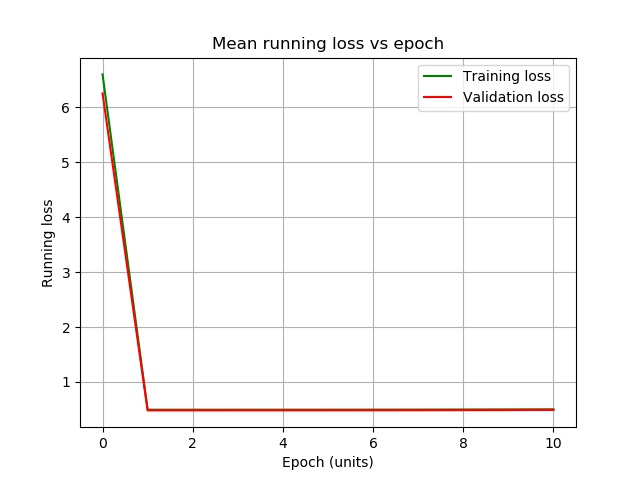 Mean running loss vs epoch
Training loss
Validation loss
6
5
4
3
2
1
Running loss
0 2 4 6 8 10
Epoch (units)